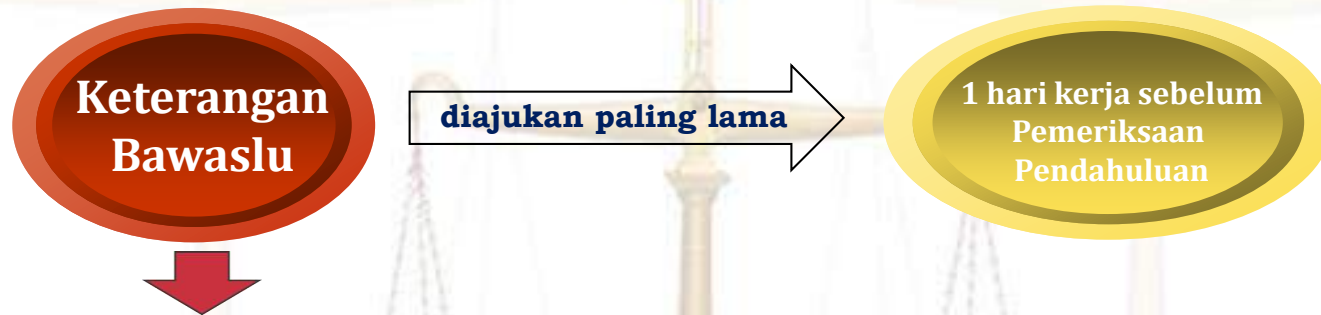 Keterangan
Bawaslu
diajukan paling lama
1 hari kerja sebelum
Pemeriksaan
Pendahuluan